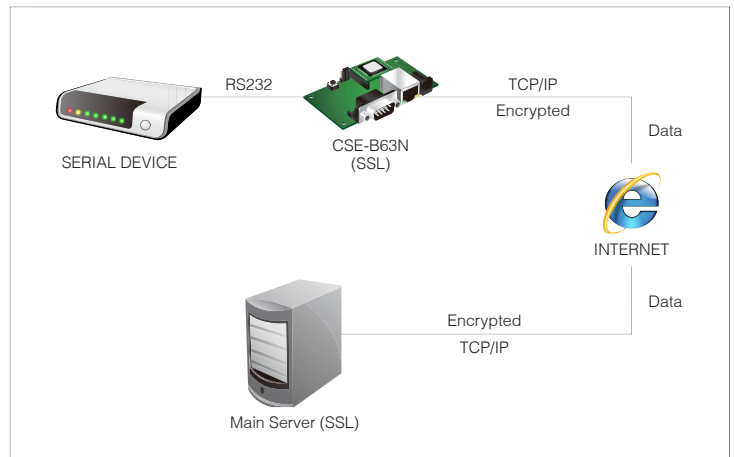 RS232
TCP/IP
Encrypted
SERIAL DEVICE
CSE-B63N
(SSL)
Data
INTERNET
Data
Encrypted
TCP/IP
Main Server (SSL)